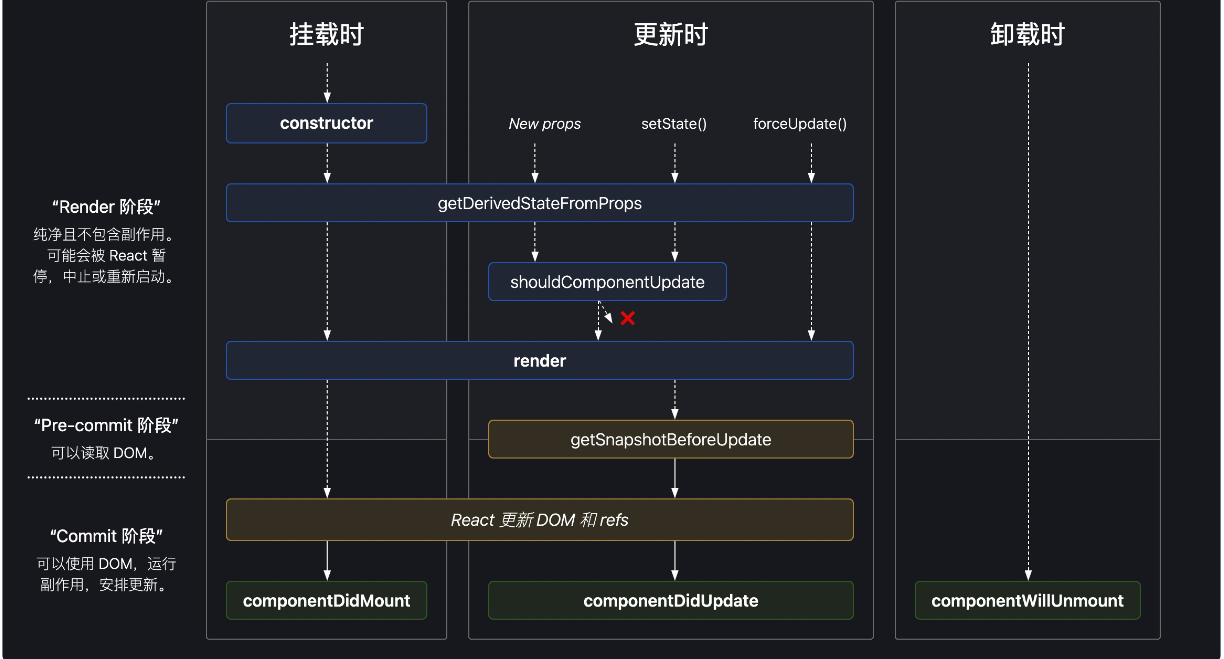 挂载时
更新时
卸载时
constructor
New props
setState()
forceUpdate()
getDerivedStateFromProps
shouldComponentUpdate
render
“Render 阶段”
纯净且不包含副作用。
可能会被 React 暂
停，中止或重新启动。
“Pre-commit 阶段”
可以读取 DOM。
getSnapshotBeforeUpdate
React 更新 DOM 和 refs
“Commit 阶段”
可以使用 DOM，运行
副作用，安排更新。
componentDidMount
componentDidUpdate
componentWillUnmount